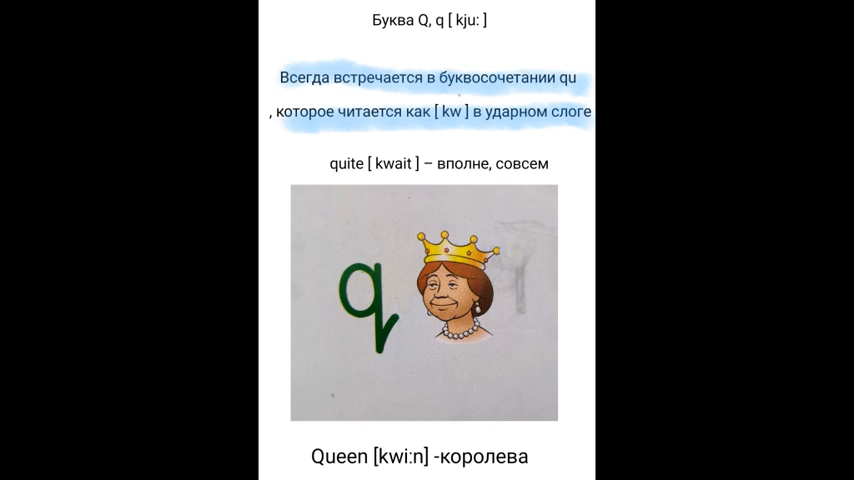 Буква Q, q [ kju: ]
Всегда встречается в буквосочетании qu
, которое читается как [ kw ] в ударном слоге
quite [ kwait ] – вполне, совсем
q
Queen [kwi:n] -королева